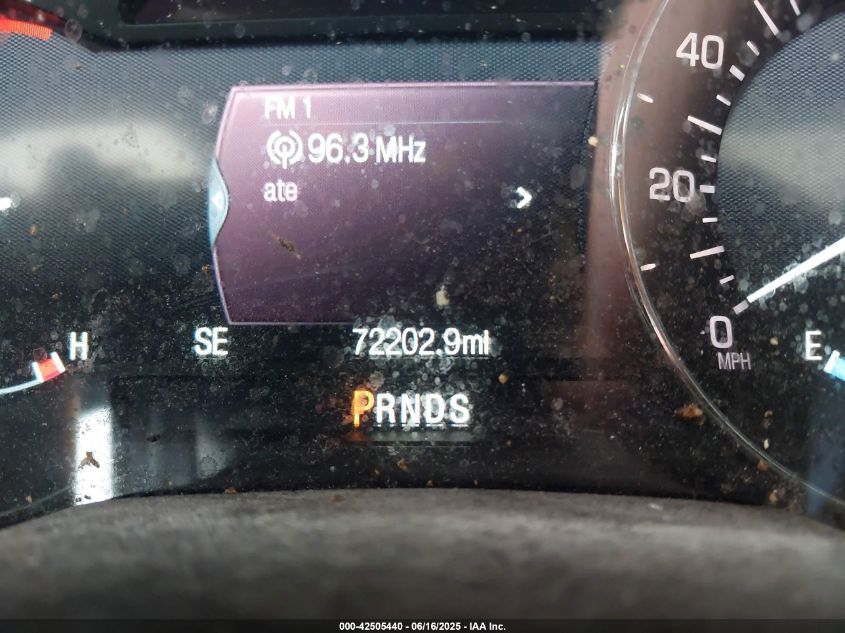 FM 1
96.3 MHz
ate
40
20
0
MPH
H
SE
72202.9mi
E
PRNDS
000-42505440 - 06/16/2025 - IAA Inc.